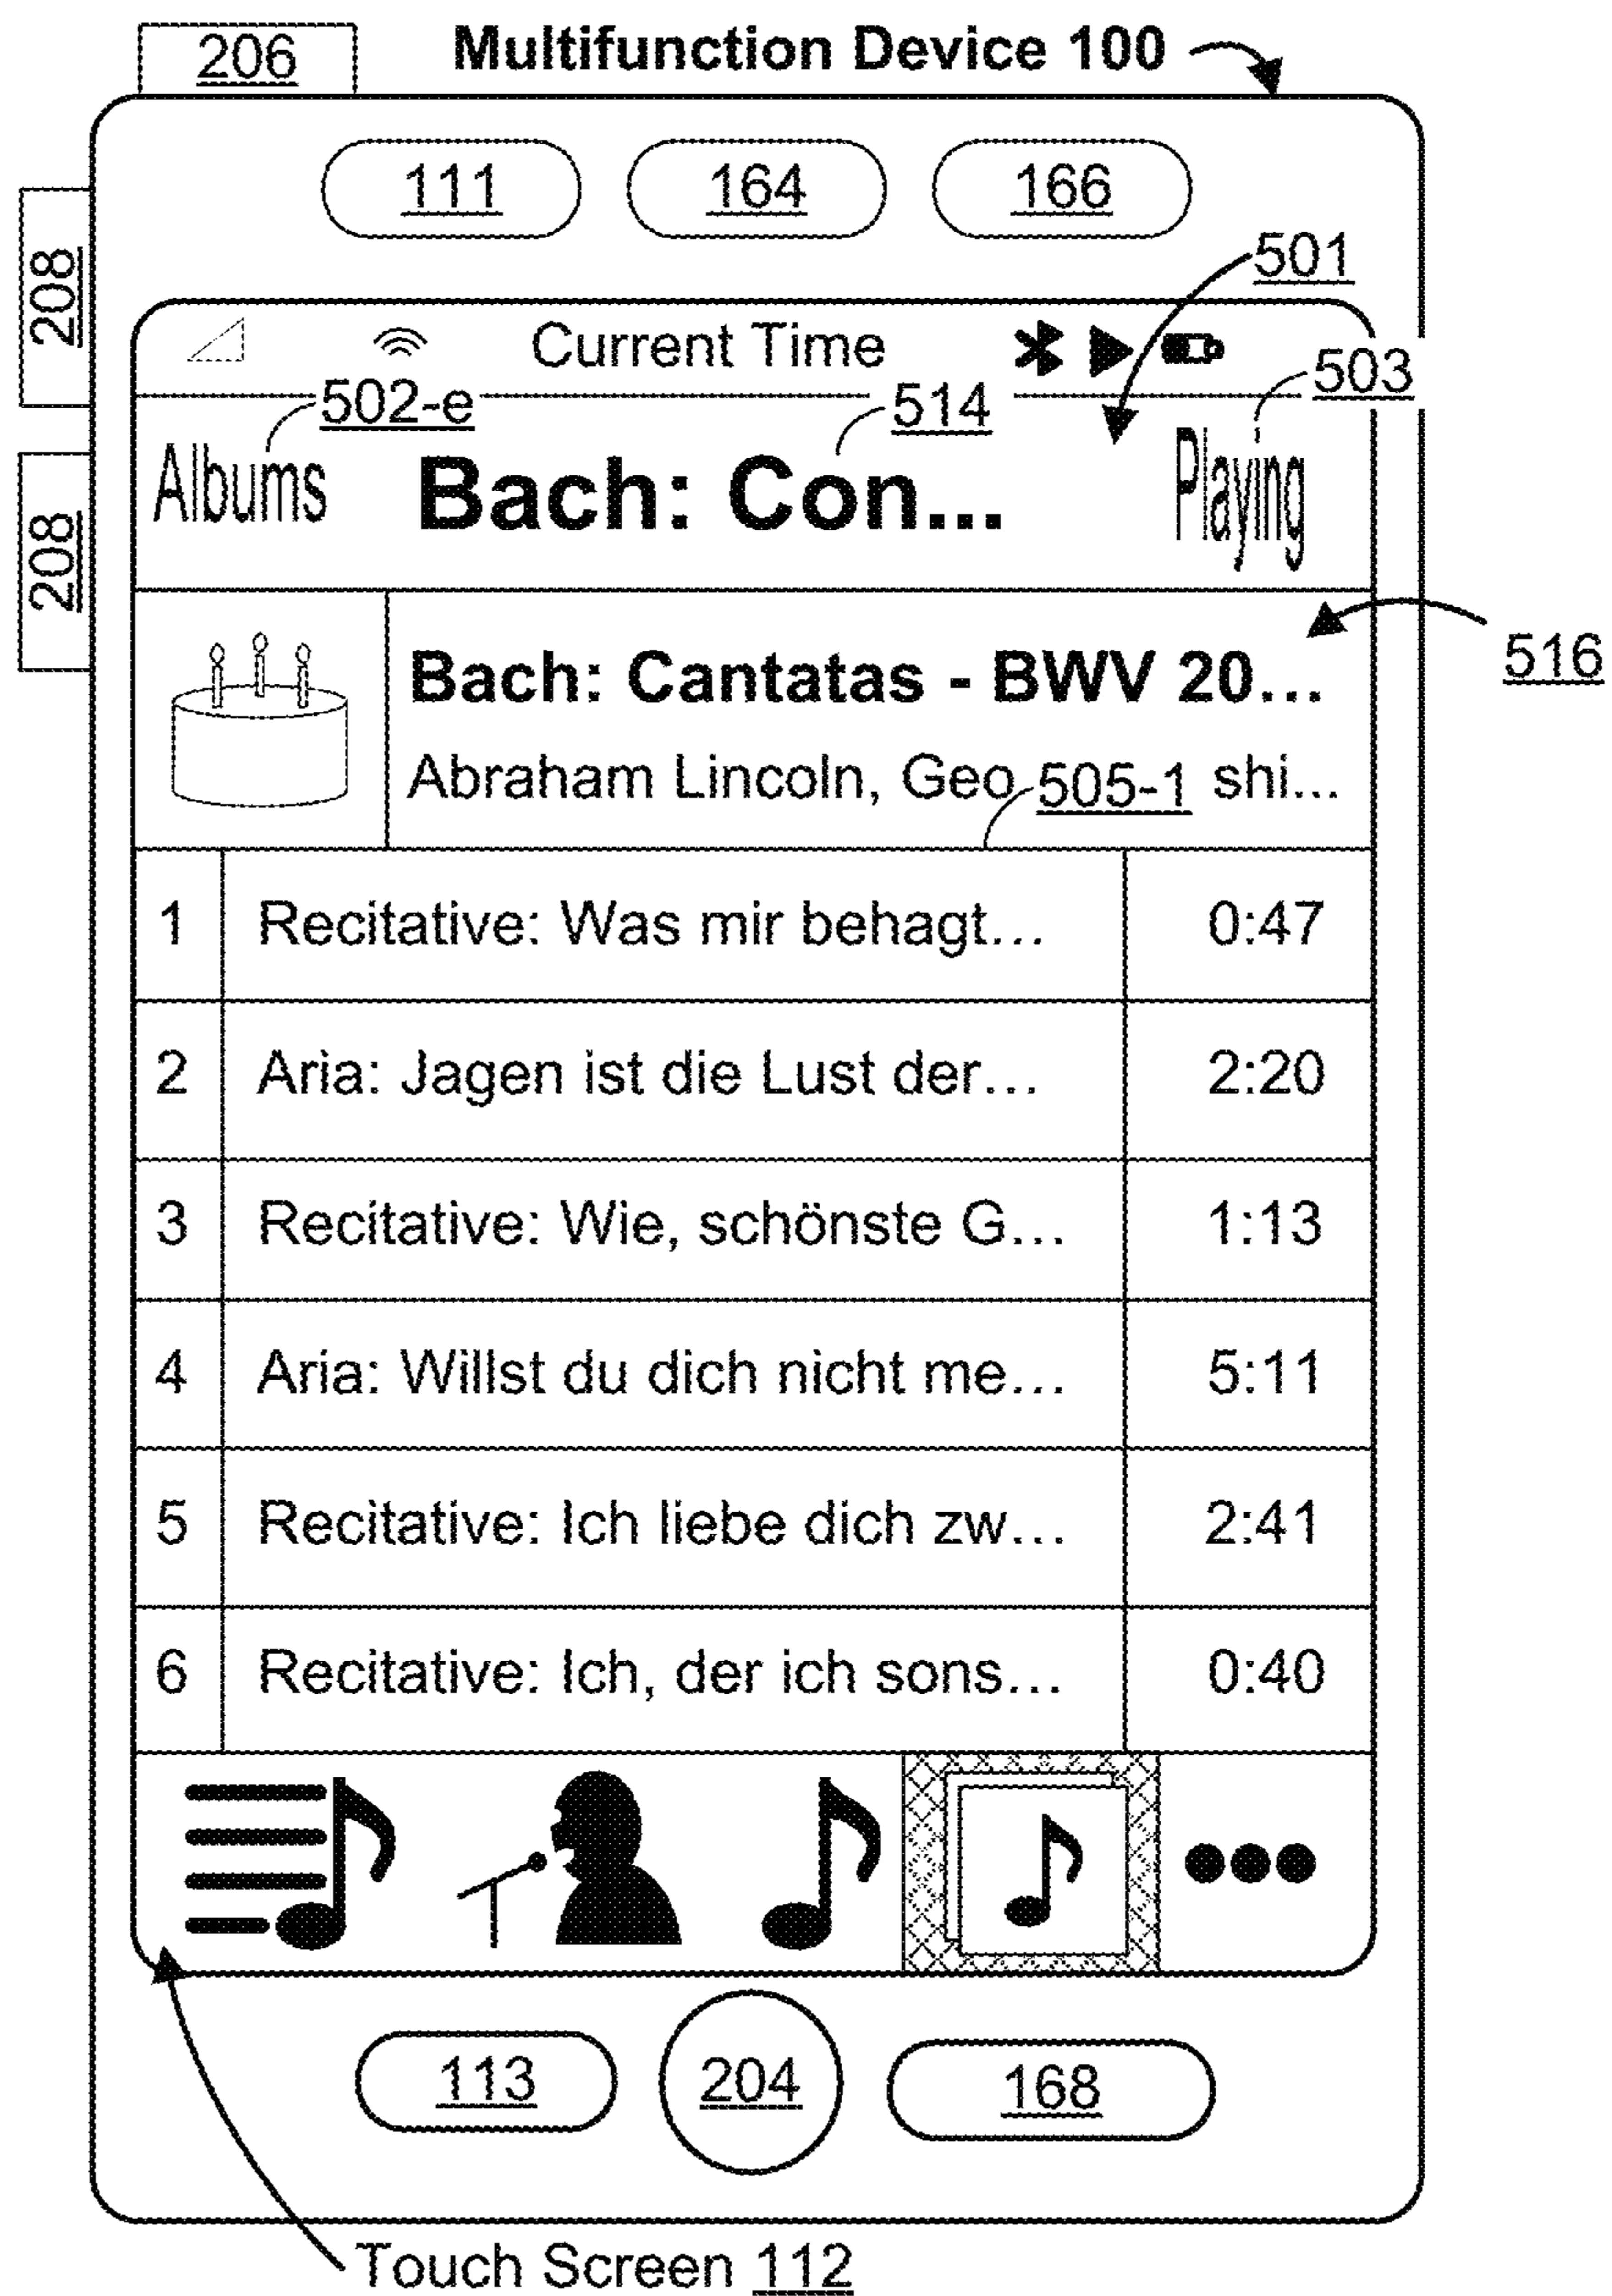 206
Multifunction Device 100
111
164
166
208
208
501
Current Time
502-e
514
503
Albums
Bach: Con...
Playing
516
Bach: Cantatas - BWV 20...
Abraham Lincoln, Geo
505-1
shi...
1 Recitative: Was mir behagt... 0:47
2 Aria: Jagen ist die Lust der... 2:20
3 Recitative: Wie, schönste G... 1:13
4 Aria: Willst du dich nicht me... 5:11
5 Recitative: Ich liebe dich zw... 2:41
6 Recitative: Ich, der ich sons... 0:40
113
204
168
Touch Screen 112